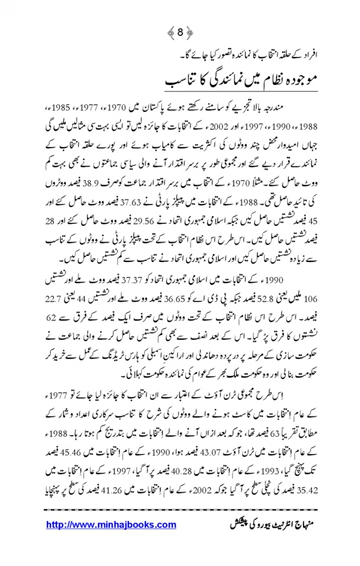 ﴿ 8 ﴾
افراد کے حلقہ انتخاب کا نمائندہ تصور کیا جائے گا۔
موجودہ نظام میں نمائندگی کا تناسب
مندرجہ بالا تجزیے کو سامنے رکھتے ہوئے پاکستان میں 1970ء، 1977ء، 1985ء،
1988ء، 1990ء، 1997ء اور 2002ء کے انتخابات کا جائزہ لیں تو ایسی بہت سی مثالیں ملیں گی
جہاں امیدوار محض چند ووٹوں کی اکثریت سے کامیاب ہوئے اور پورے حلقہ انتخاب کے
نمائندے قرار دے گئے اور مجموعی طور پر برسر اقتدار آنے والی سیاسی جماعتوں نے بھی بہت کم
ووٹ حاصل کئے۔ مثلاً 1970ء کے انتخاب میں برسر اقتدار جماعت کو صرف 38.9 فیصد ووٹروں
کی تائید حاصل تھی۔ 1988ء کے انتخابات میں پیپلز پارٹی نے 37.63 فیصد ووٹ حاصل کئے اور
45 فیصد نشستیں حاصل کیں جبکہ اسلامی جمہوری اتحاد نے 29.56 فیصد ووٹ حاصل کئے اور 28
فیصد نشستیں حاصل کیں۔ اس طرح اس نظام انتخاب کے تحت پیپلز پارٹی نے ووٹوں کے تناسب
سے زیادہ نشستیں حاصل کیں اور اسلامی جمہوری اتحاد نے تناسب سے کم نشستیں حاصل کیں۔
1990ء کے انتخابات میں اسلامی جمہوری اتحاد کو 37.37 فیصد ووٹ ملے اور نشستیں
106 ملیں یعنی 52.8 فیصد جبکہ پی ڈی اے کو 36.65 فیصد ووٹ ملے اور نشستیں 44 یعنی 22.7
فیصد۔ اس طرح اس نظام انتخاب کے تحت ووٹوں میں صرف ایک فیصد کے فرق سے 62
نشستوں کا فرق پڑ گیا۔ اس کے بعد نصف سے بھی کم نشستیں حاصل کرنے والی جماعت نے
حکومت سازی کے مرحلہ پر در پردہ دھاندلی اور اراکین اسمبلی کو ہارس ٹریڈنگ کے عمل سے خرید کر
حکومت بنا لی اور وہ حکومت ملک بھر کے عوام کی نمائندہ حکومت کہلائی۔
اِس طرح مجموعی ٹرن آؤٹ کے اعتبار سے ان انتخابات کا جائزہ لیا جائے تو 1977ء
کے عام انتخابات میں کاسٹ ہونے والے ووٹوں کی شرح کا تناسب سرکاری اعداد و شمار کے
مطابق تقریباً 63 فیصد تھا، جو کہ بعد ازاں آنے والے انتخابات میں بتدریج کم ہوتا رہا۔ 1988ء
کے عام انتخابات میں ٹرن آؤٹ 43.07 فیصد ہوا، 1990ء کے عام انتخابات میں 45.46 فیصد
تک پہنچ گیا، 1993ء کے عام انتخابات میں 40.28 فیصد پر آ گیا، 1997ء کے عام انتخابات میں
35.42 فیصد کی نچلی سطح پر آ گیا جبکہ 2002ء کے عام انتخابات میں 41.26 فیصد کی سطح پر پہنچا یا
منہاج انٹرنیٹ بیورو کی پیشکش
http://www.minhajbooks.com